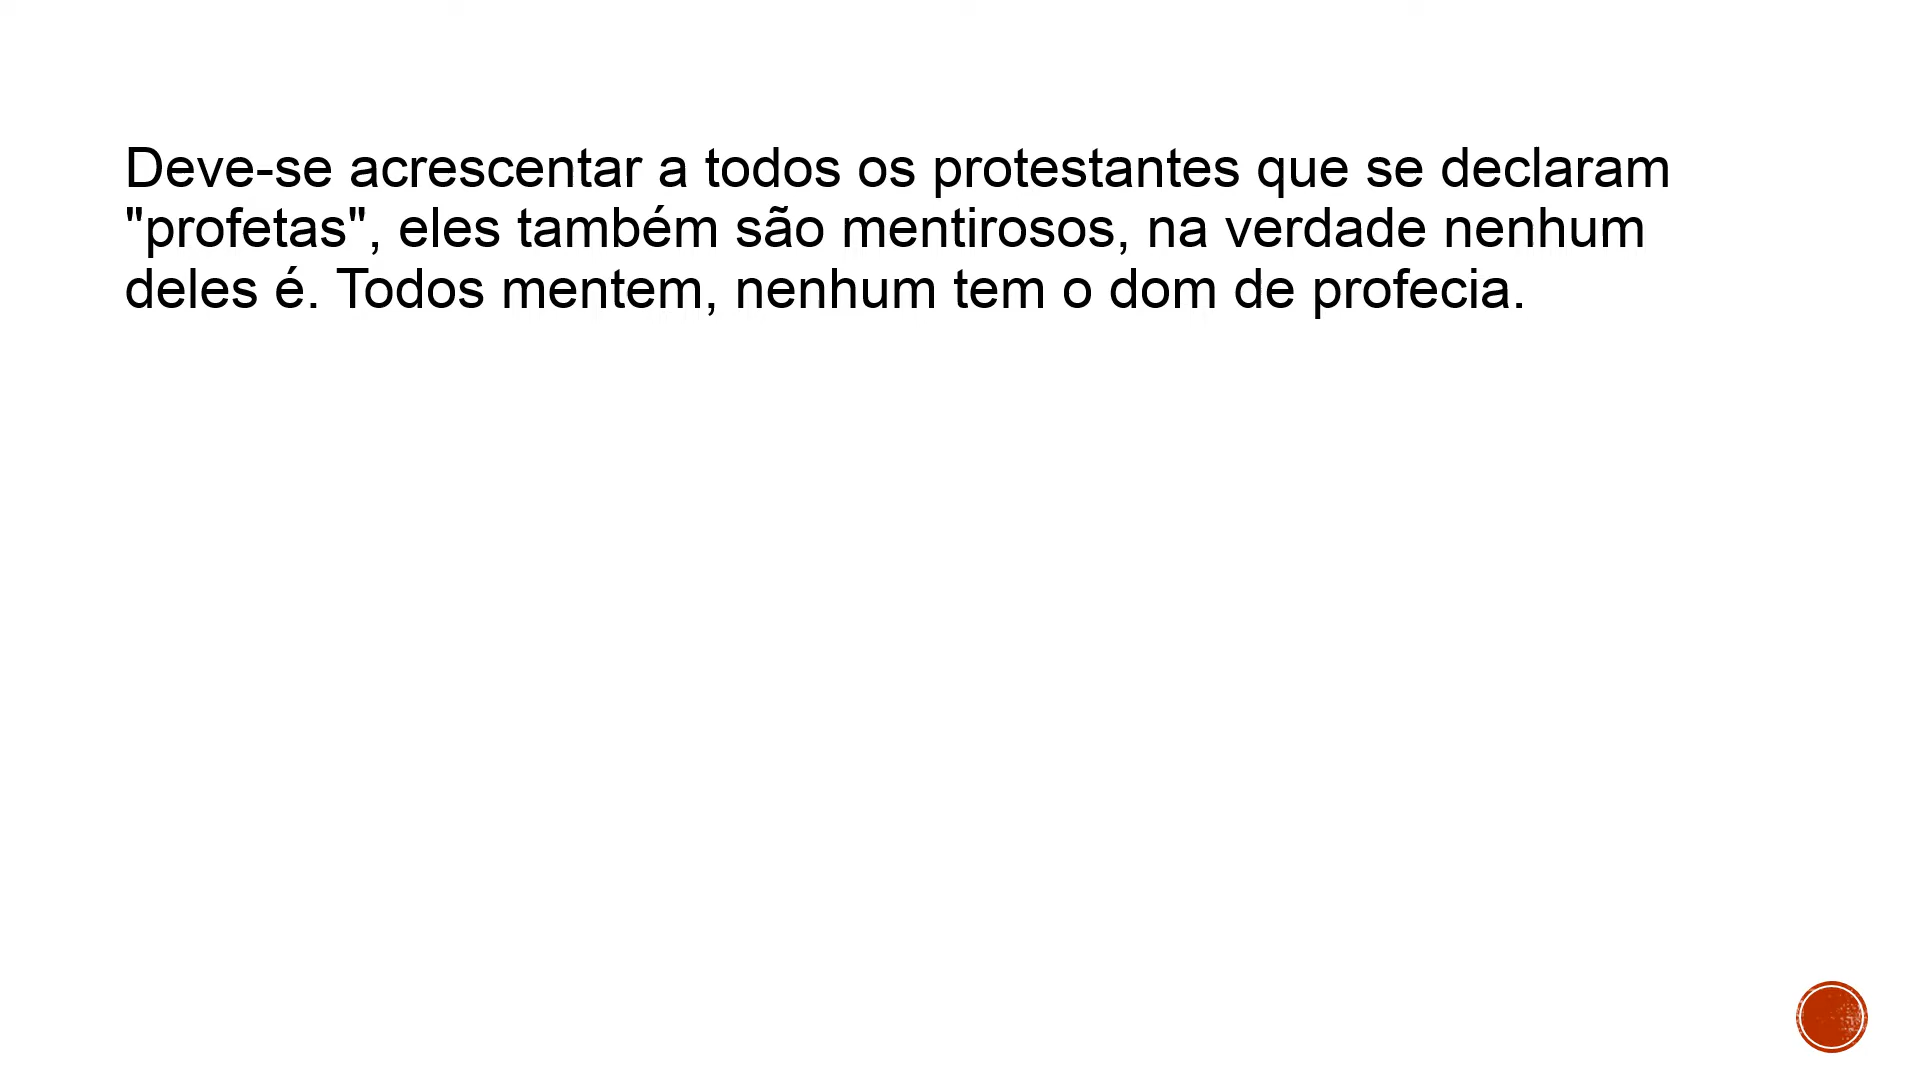 Deve-se acrescentar a todos os protestantes que se declaram
"profetas", eles também são mentirosos, na verdade nenhum
deles é. Todos mentem, nenhum tem o dom de profecia.